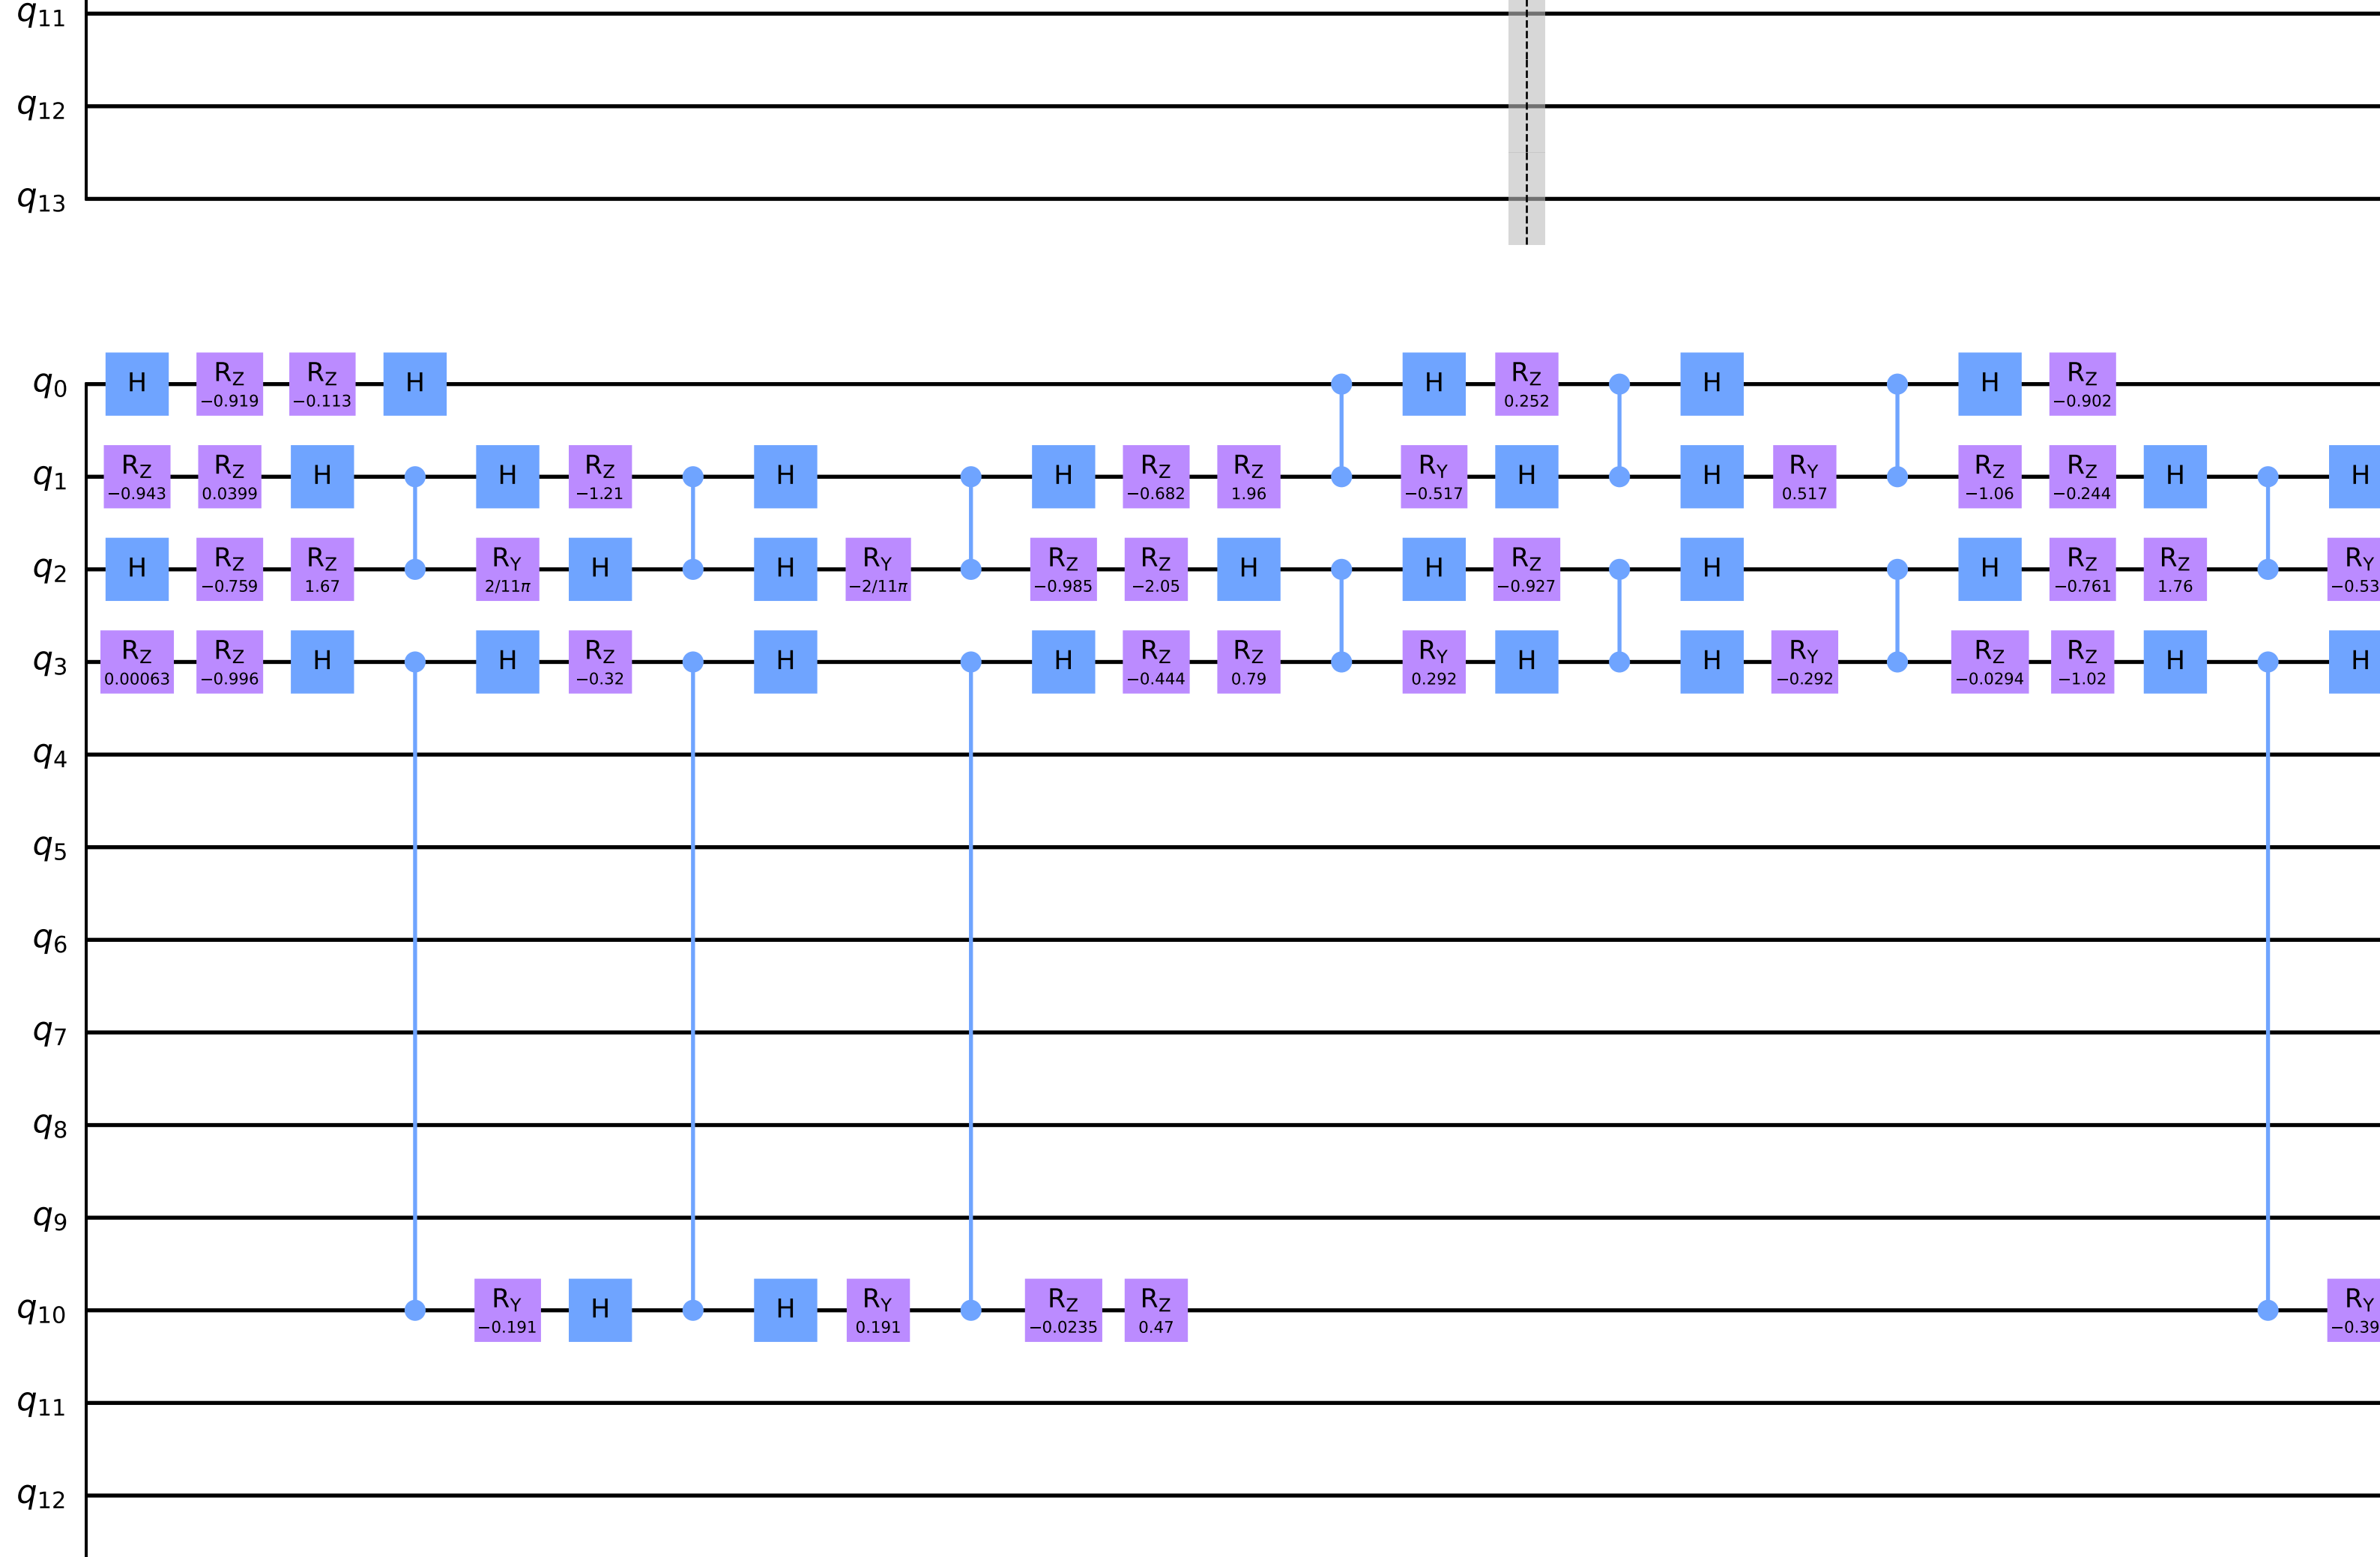 q11
q12
q13
q0 H RZ −0.919 RZ −0.113 H H RZ 0.252 H H RZ −0.902
q1 RZ −0.943 RZ 0.0399 H H RZ −1.21 H H RZ −0.682 RZ 1.96 RY −0.517 H H RY 0.517 RZ −1.06 RZ −0.244 H H
q2 H RZ −0.759 RZ 1.67 RY 2/11π H H RY −2/11π RZ −0.985 RZ −2.05 H H RZ −0.927 H H RZ −0.761 RZ 1.76 RY −0.53
q3 RZ 0.00063 RZ −0.996 H H RZ −0.32 H H RZ −0.444 RZ 0.79 RY 0.292 H H RY −0.292 RZ −0.0294 RZ −1.02 H H
q4
q5
q6
q7
q8
q9
q10 RY −0.191 H H RY 0.191 RZ −0.0235 RZ 0.47 RY −0.39
q11
q12